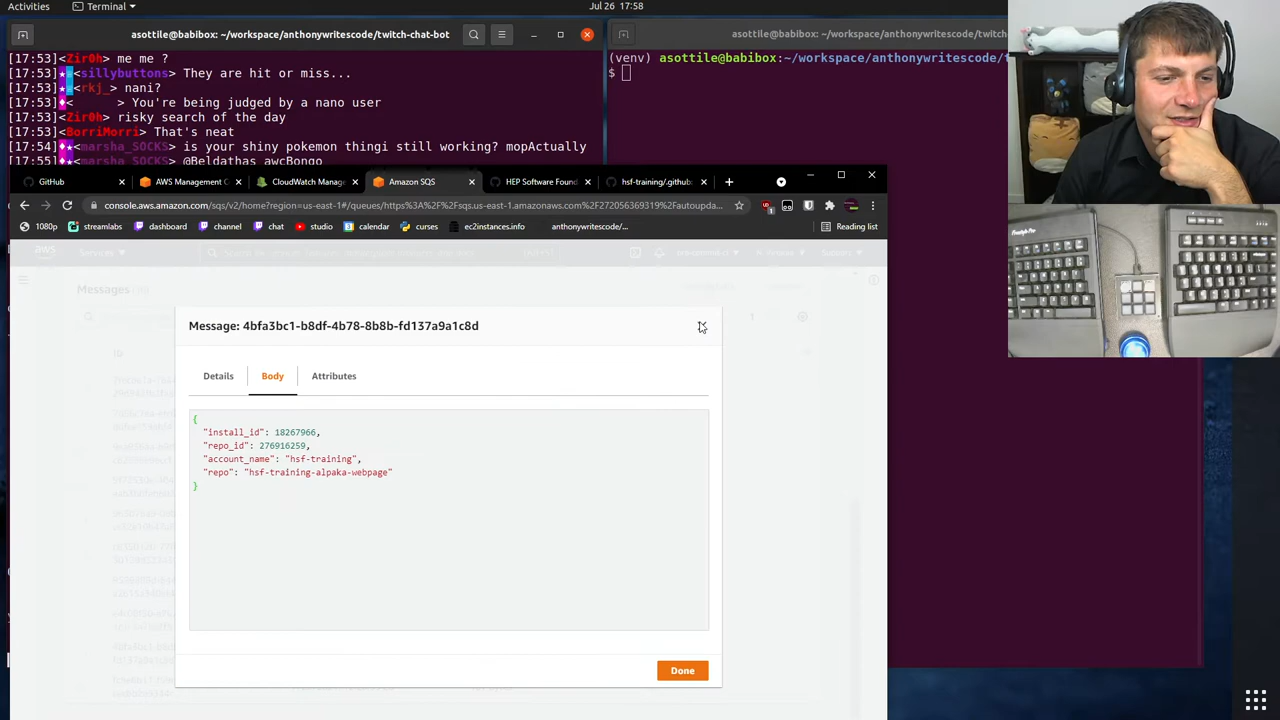 Activities
Terminal
Jul 26 17:58
asottile@babibox: ~/workspace/anthonywritescode/twitch-chat-bot
asottile@babibox: ~/workspace/anthonywritescode/twitc
[17:53]<Zir0h> me me ?
[17:53] <sillybuttons> They are hit or miss...
[17:53] <rkj_> nani?
[17:53] < > You're being judged by a nano user
[17:53]<Zir0h> risky search of the day
[17:53]<BorriMorri> That's neat
[17:54] <marsha_SOCKS> is your shiny pokemon thingi still working? mopActually
[17:55] <marsha_SOCKS> @Beldathas awcBongo
(venv) asottile@babibox:~/workspace/anthonywritescode/t
$
GitHub
AWS Management C
CloudWatch Manage
Amazon SQS
HEP Software Found
hsf-training/.github:
console.aws.amazon.com/sqs/v2/home?region=us-east-1#/queues/https%3A%2F%2Fsqs.us-east-1.amazonaws.com%2F272056369319%2Fautoupda...
1080p
streamlabs
dashboard
channel
chat
studio
calendar
curses
ec2instances.info
anthonywritescode/...
Reading list
aws
Services
Messages
Message: 4bfa3bc1-b8df-4b78-8b8b-fd137a9a1c8d
Details
Body
Attributes
{
"install_id": 18267966,
"repo_id": 276916259,
"account_name": "hsf-training",
"repo": "hsf-training-alpaka-webpage"
}
Done